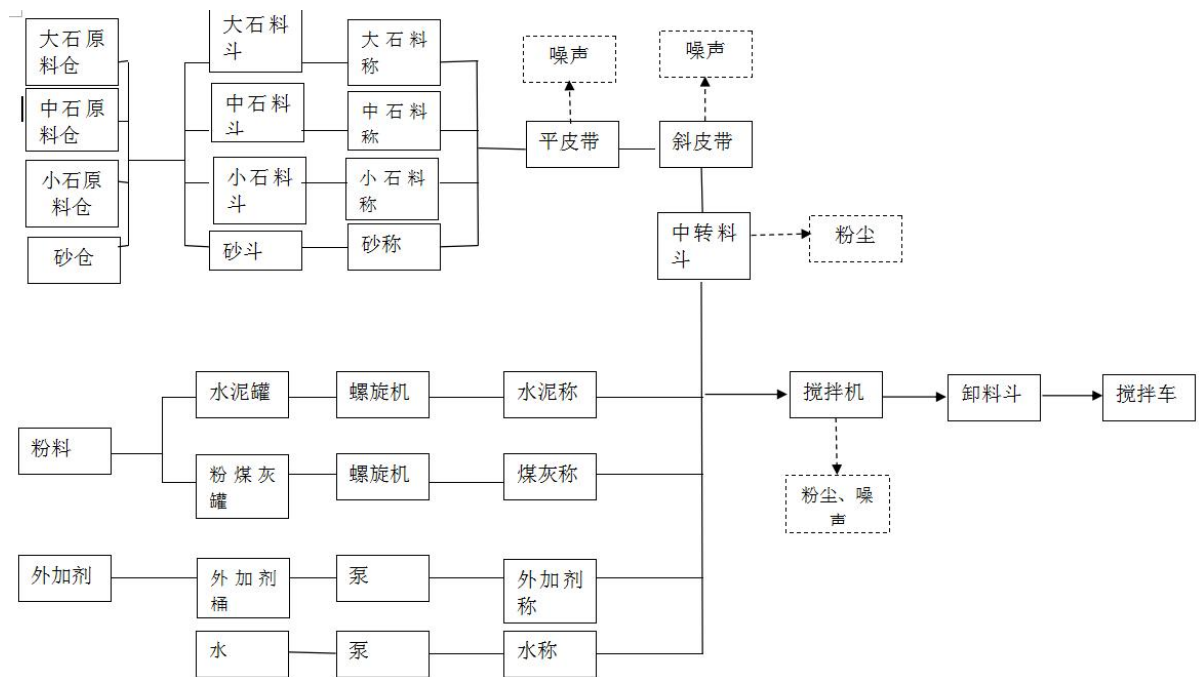 大石原
料仓
大石料
斗
大石料
称
噪声
噪声
中石原
料仓
中石料
斗
中石料
称
平皮带
斜皮带
小石原
料仓
小石料
斗
小石料
称
砂仓
砂斗
砂称
中转料
斗
粉尘
粉料
水泥罐
螺旋机
水泥称
搅拌机
卸料斗
搅拌车
粉煤灰
罐
螺旋机
煤灰称
粉尘、噪
声
外加剂
外加剂
桶
泵
外加剂
称
水
泵
水称